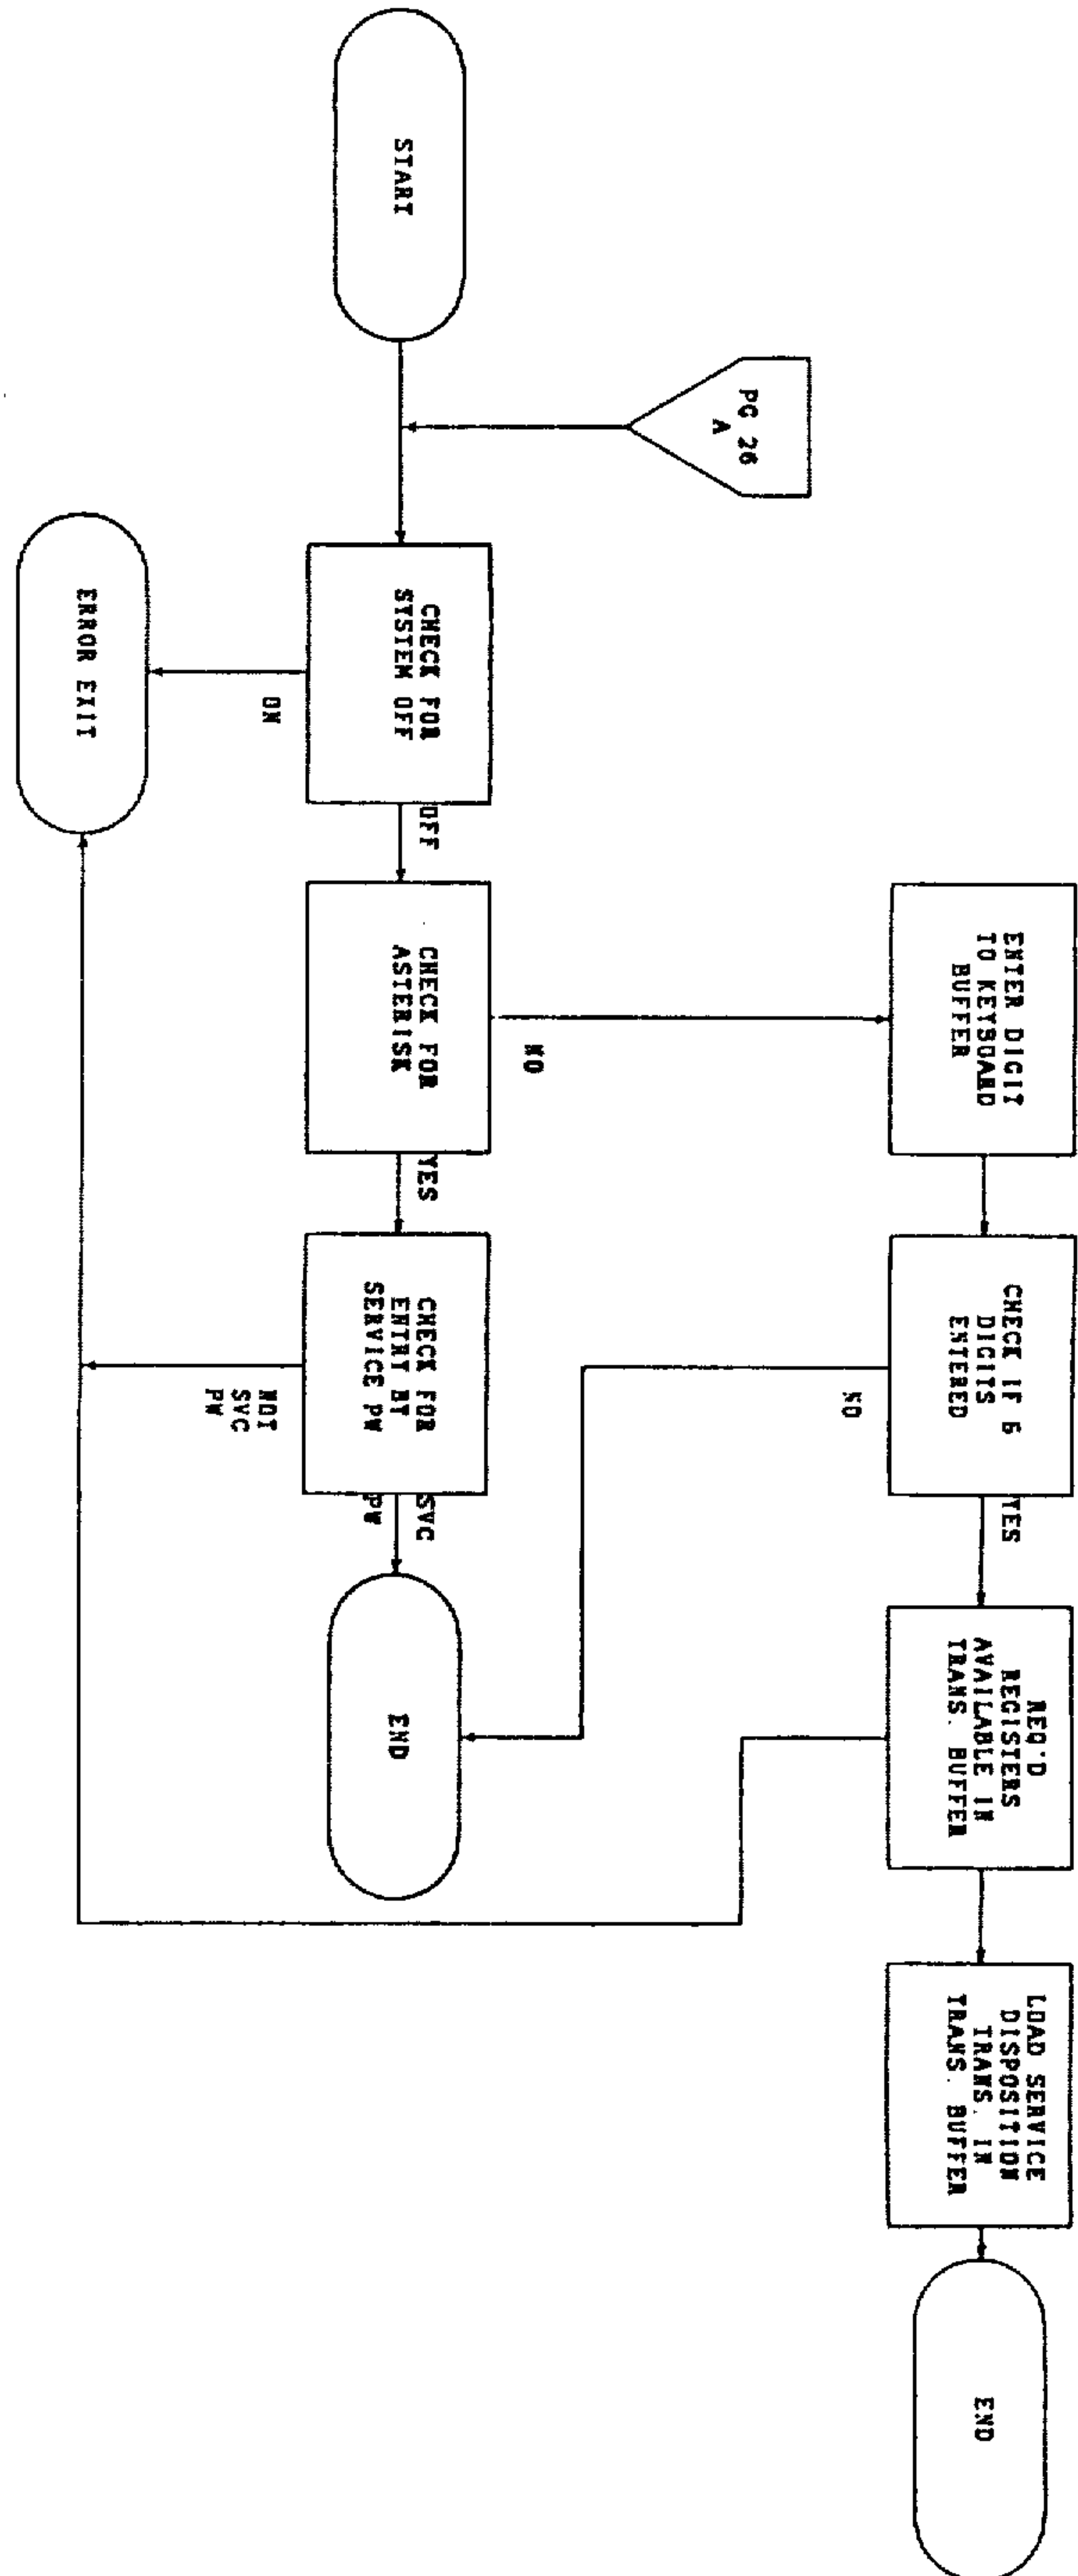 START
PG 26
A
CHECK FOR
SYSTEM OFF
ON
ERROR EXIT
OFF
CHECK FOR
ASTERISK
NO
YES
ENTER DIGIT
TO KEYBOARD
BUFFER
CHECK FOR
ENTRY BY
SERVICE PW
NOT
SVC
PW
SVC
PW
END
CHECK IF 6
DIGITS
ENTERED
NO
YES
REQ'D
REGISTERS
AVAILABLE IN
TRANS. BUFFER
LOAD SERVICE
DISPOSITION
TRANS. IN
TRANS. BUFFER
END